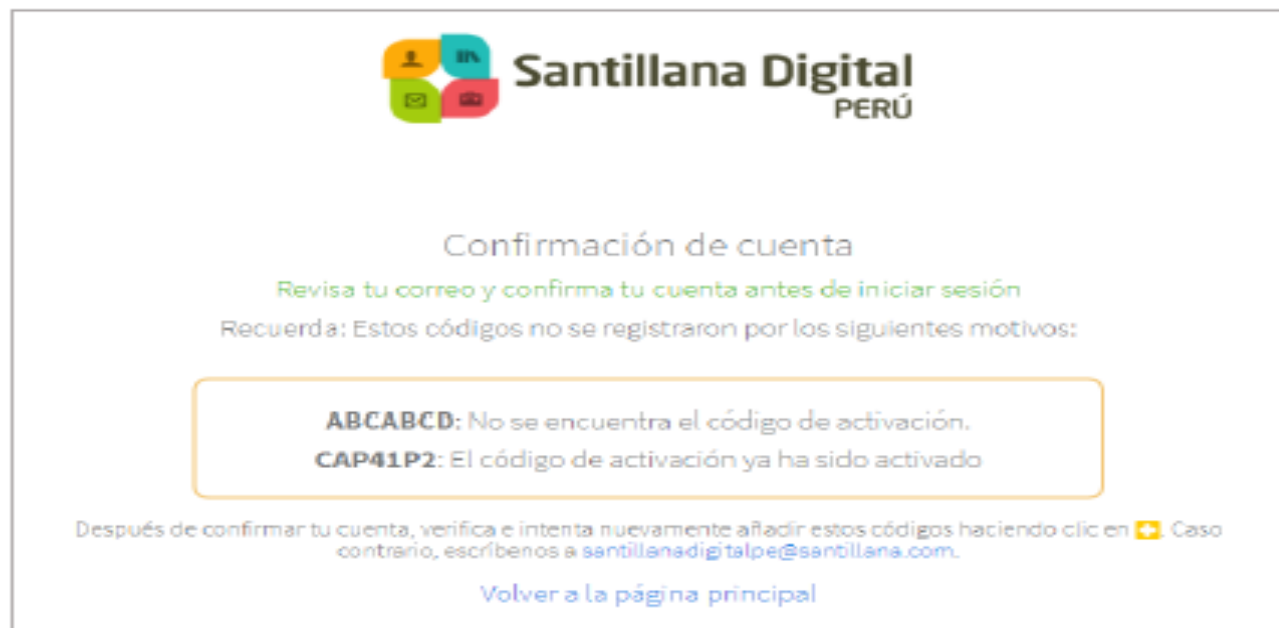 Santillana Digital
PERÚ
Confirmación de cuenta
Revisa tu correo y confirma tu cuenta antes de iniciar sesión
Recuerda: Estos códigos no se registraron por los siguientes motivos:
ABCABCD: No se encuentra el código de activación.
CAP41P2: El código de activación ya ha sido activado
Después de confirmar tu cuenta, verifica e intenta nuevamente añadir estos códigos haciendo clic en . Caso
contrario, escríbenos a santillanadigitalpe@santillana.com.
Volver a la página principal